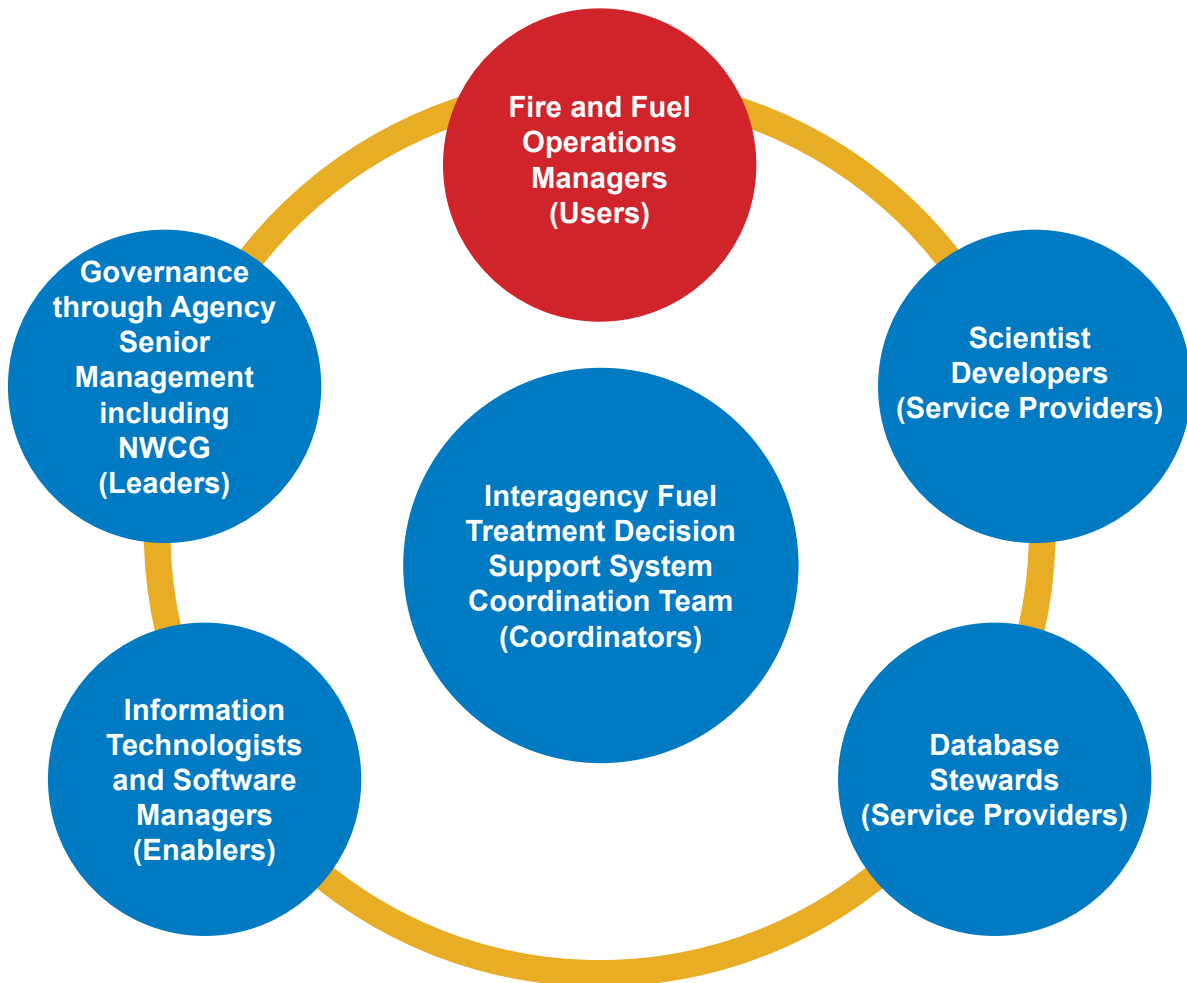 Fire and Fuel
Operations
Managers
(Users)
Governance
through Agency
Senior
Management
including
NWCG
(Leaders)
Scientist
Developers
(Service Providers)
Interagency Fuel
Treatment Decision
Support System
Coordination Team
(Coordinators)
Information
Technologists
and Software
Managers
(Enablers)
Database
Stewards
(Service Providers)